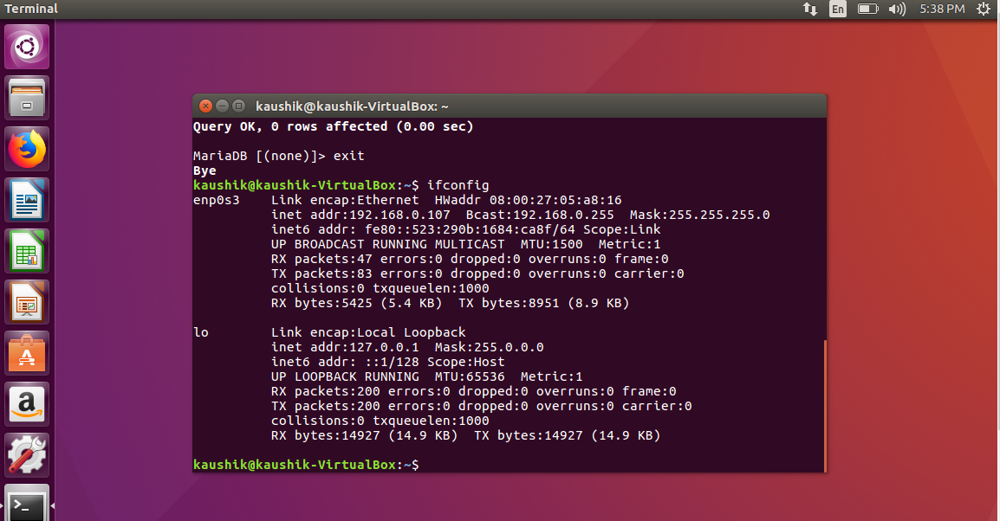 Terminal
En
5:38 PM
kaushik@kaushik-VirtualBox: ~
Query OK, 0 rows affected (0.00 sec)
MariaDB [(none)]> exit
Bye
kaushik@kaushik-VirtualBox:~$ ifconfig
enp0s3    Link encap:Ethernet  HWaddr 08:00:27:05:a8:16
          inet addr:192.168.0.107  Bcast:192.168.0.255  Mask:255.255.255.0
          inet6 addr: fe80::523:290b:1684:ca8f/64 Scope:Link
          UP BROADCAST RUNNING MULTICAST  MTU:1500  Metric:1
          RX packets:47 errors:0 dropped:0 overruns:0 frame:0
          TX packets:83 errors:0 dropped:0 overruns:0 carrier:0
          collisions:0 txqueuelen:1000
          RX bytes:5425 (5.4 KB)  TX bytes:8951 (8.9 KB)
lo        Link encap:Local Loopback
          inet addr:127.0.0.1  Mask:255.0.0.0
          inet6 addr: ::1/128 Scope:Host
          UP LOOPBACK RUNNING  MTU:65536  Metric:1
          RX packets:200 errors:0 dropped:0 overruns:0 frame:0
          TX packets:200 errors:0 dropped:0 overruns:0 carrier:0
          collisions:0 txqueuelen:1000
          RX bytes:14927 (14.9 KB)  TX bytes:14927 (14.9 KB)
kaushik@kaushik-VirtualBox:~$